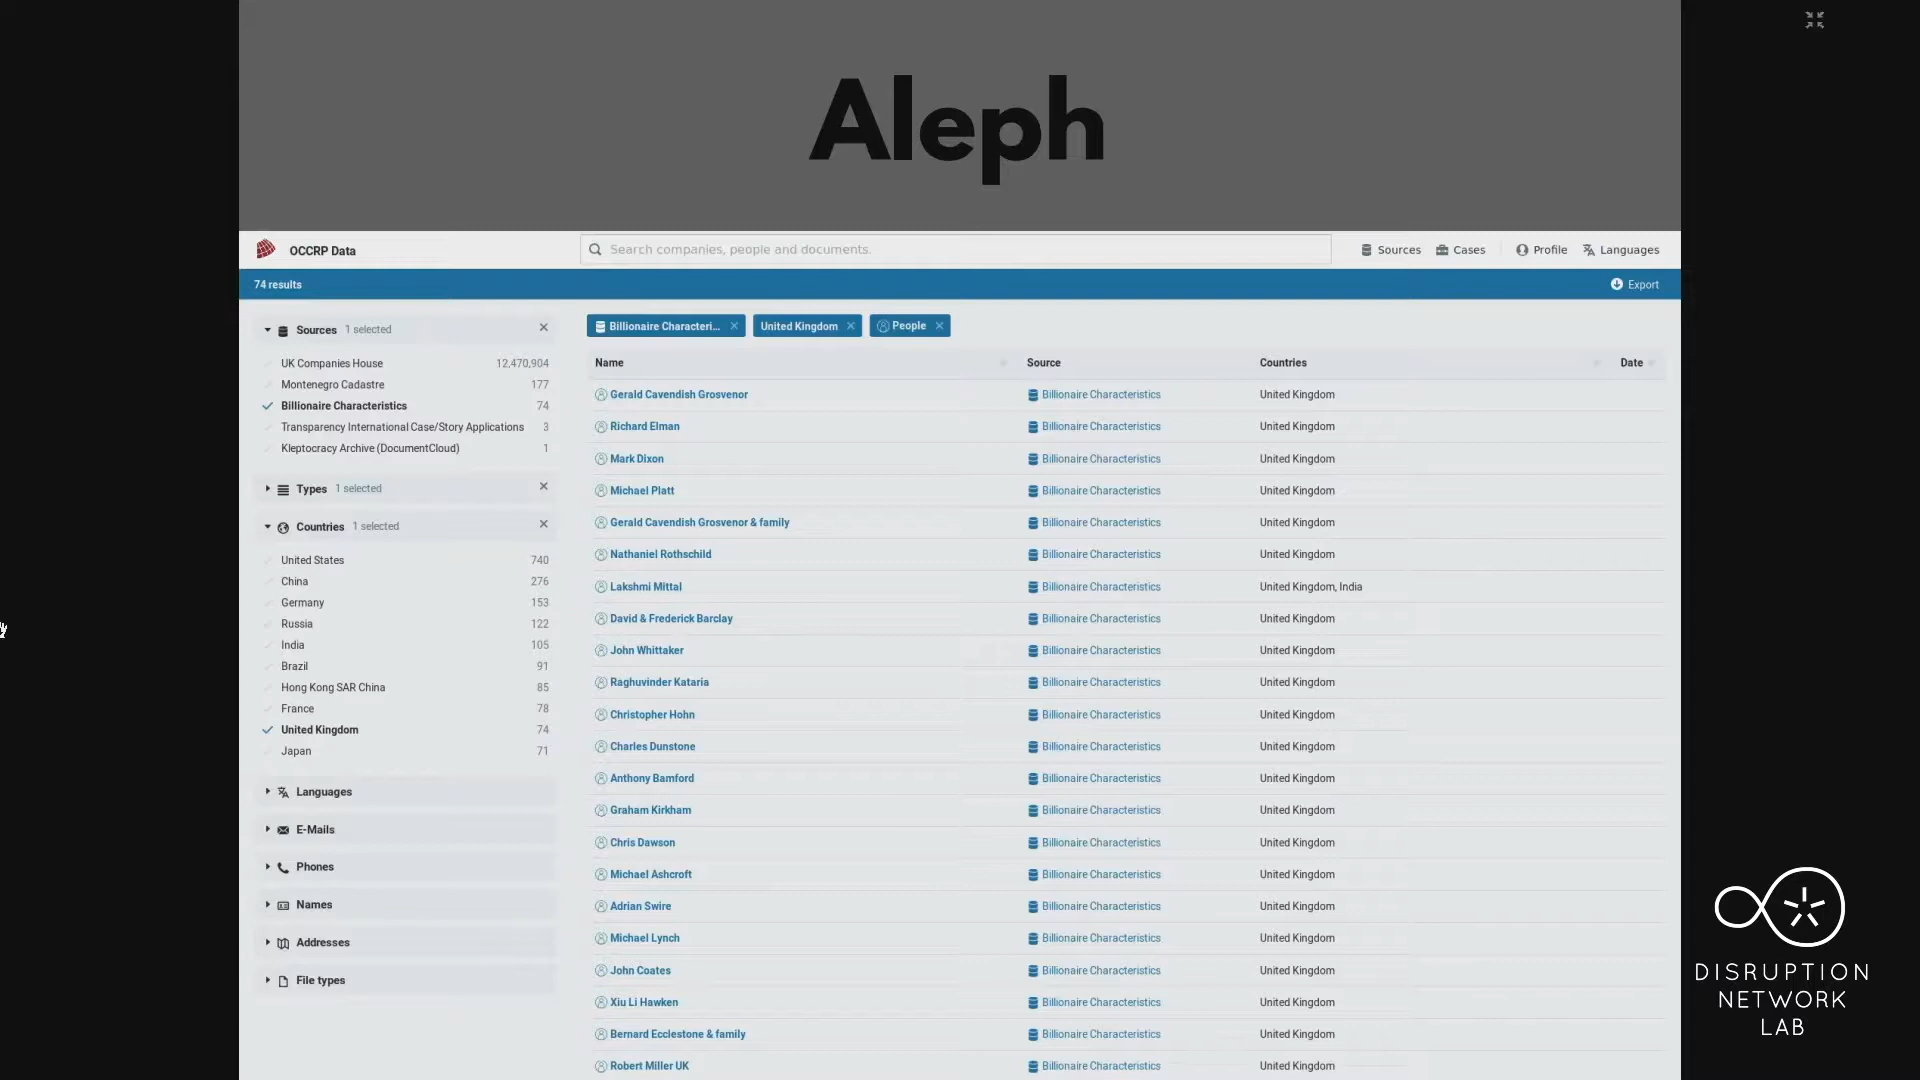 Aleph
OCCRP Data
Search companies, people and documents.
Sources
Cases
Profile
Languages
74 results
Export
Sources 1 selected
UK Companies House 12,470,904
Montenegro Cadastre 177
Billionaire Characteristics 74
Transparency International Case/Story Applications 3
Kleptocracy Archive (DocumentCloud) 1
Types 1 selected
Countries 1 selected
United States 740
China 276
Germany 153
Russia 122
India 105
Brazil 91
Hong Kong SAR China 85
France 78
United Kingdom 74
Japan 71
Languages
E-Mails
Phones
Names
Addresses
File types
Billionaire Characteri... United Kingdom People
Name Source Countries Date
Gerald Cavendish Grosvenor Billionaire Characteristics United Kingdom
Richard Elman Billionaire Characteristics United Kingdom
Mark Dixon Billionaire Characteristics United Kingdom
Michael Platt Billionaire Characteristics United Kingdom
Gerald Cavendish Grosvenor & family Billionaire Characteristics United Kingdom
Nathaniel Rothschild Billionaire Characteristics United Kingdom
Lakshmi Mittal Billionaire Characteristics United Kingdom, India
David & Frederick Barclay Billionaire Characteristics United Kingdom
John Whittaker Billionaire Characteristics United Kingdom
Raghuvinder Kataria Billionaire Characteristics United Kingdom
Christopher Hohn Billionaire Characteristics United Kingdom
Charles Dunstone Billionaire Characteristics United Kingdom
Anthony Bamford Billionaire Characteristics United Kingdom
Graham Kirkham Billionaire Characteristics United Kingdom
Chris Dawson Billionaire Characteristics United Kingdom
Michael Ashcroft Billionaire Characteristics United Kingdom
Adrian Swire Billionaire Characteristics United Kingdom
Michael Lynch Billionaire Characteristics United Kingdom
John Coates Billionaire Characteristics United Kingdom
Xiu Li Hawken Billionaire Characteristics United Kingdom
Bernard Ecclestone & family Billionaire Characteristics United Kingdom
Robert Miller UK Billionaire Characteristics United Kingdom
DISRUPTION
NETWORK
LAB